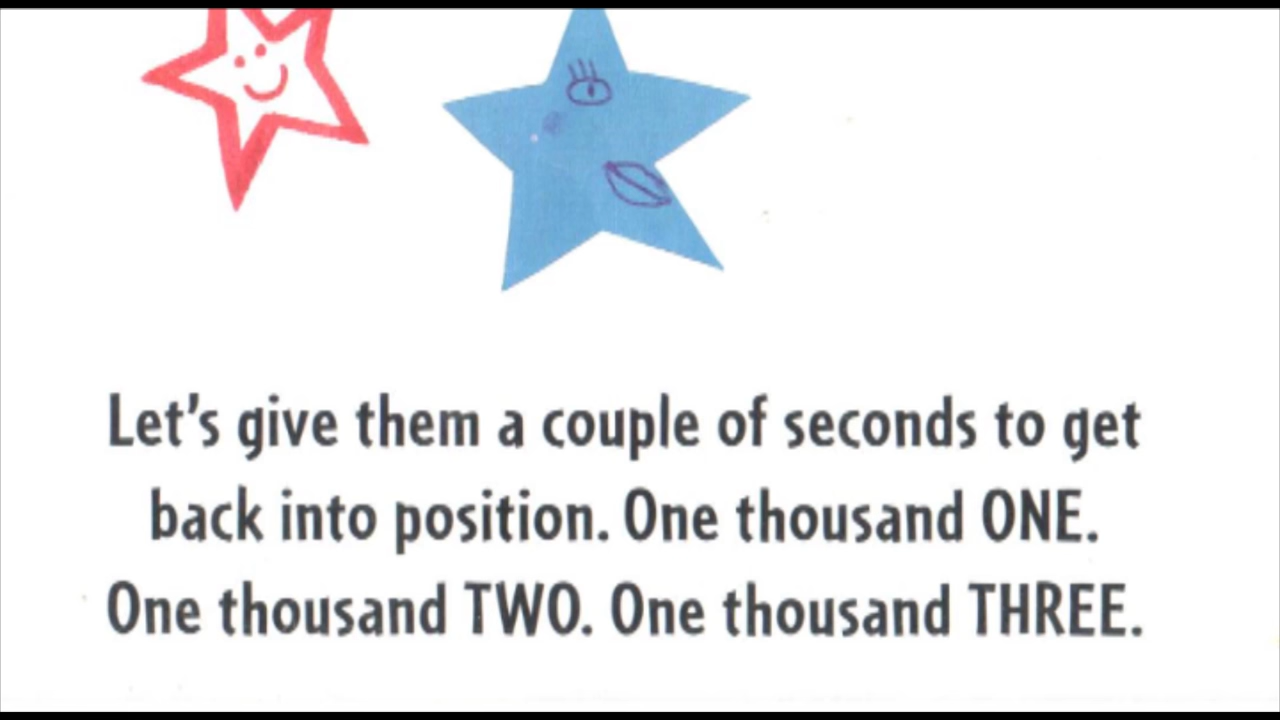 Let's give them a couple of seconds to get
back into position. One thousand ONE.
One thousand TWO. One thousand THREE.